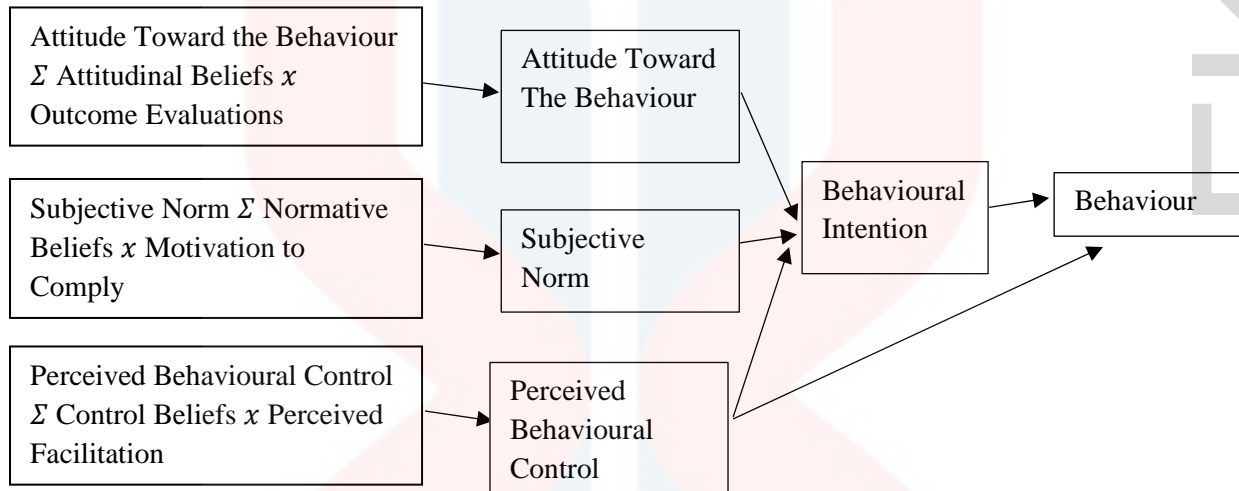 Attitude Toward the Behaviour
Σ Attitudinal Beliefs x
Outcome Evaluations
Attitude Toward
The Behaviour
Subjective Norm Σ Normative
Beliefs x Motivation to
Comply
Subjective
Norm
Behavioural
Intention
Behaviour
Perceived Behavioural Control
Σ Control Beliefs x Perceived
Facilitation
Perceived
Behavioural
Control